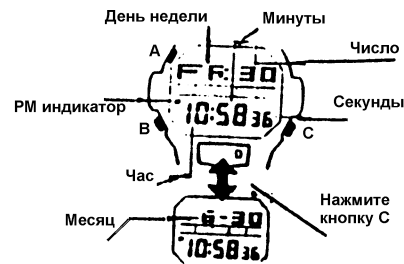 День недели
Минуты
A
Число
FR 30
PM индикатор
10:58 36
Секунды
B
C
Час
Нажмите
кнопку C
Месяц
6-30
10:58 36